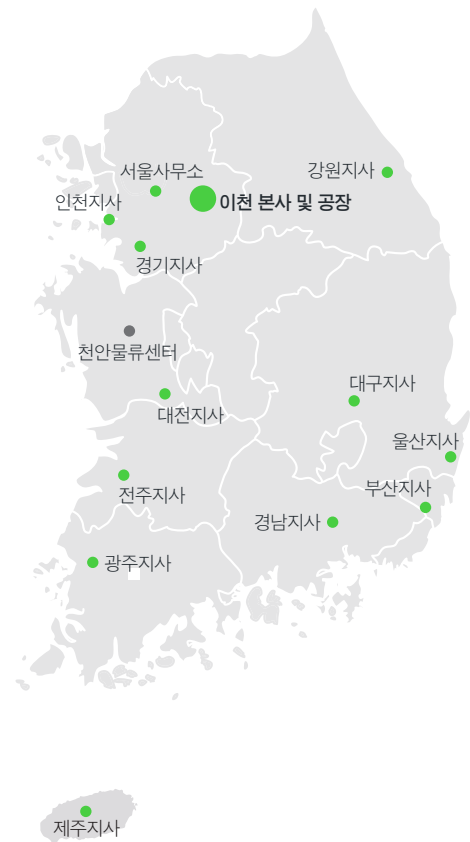 서울사무소
강원지사
인천지사
이천 본사 및 공장
경기지사
천안물류센터
대구지사
대전지사
울산지사
부산지사
전주지사
경남지사
광주지사
제주지사